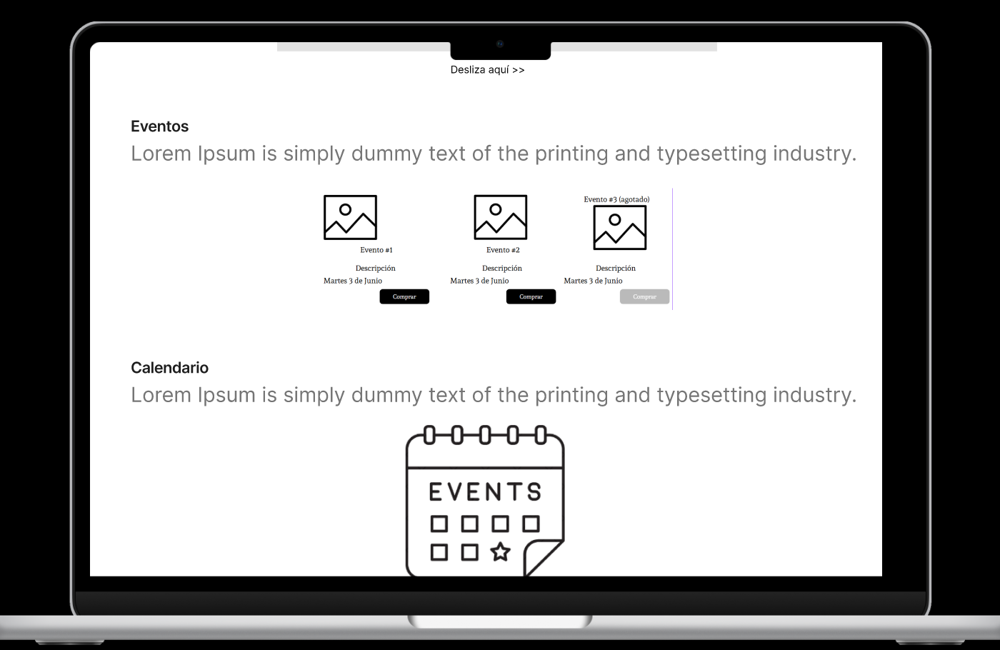 Desliza aquí >>
Eventos
Lorem Ipsum is simply dummy text of the printing and typesetting industry.
Evento #1
Descripción
Martes 3 de Junio
Comprar
Evento #2
Descripción
Martes 3 de Junio
Comprar
Evento #3 (agotado)
Descripción
Martes 3 de Junio
Comprar
Calendario
Lorem Ipsum is simply dummy text of the printing and typesetting industry.
EVENTS